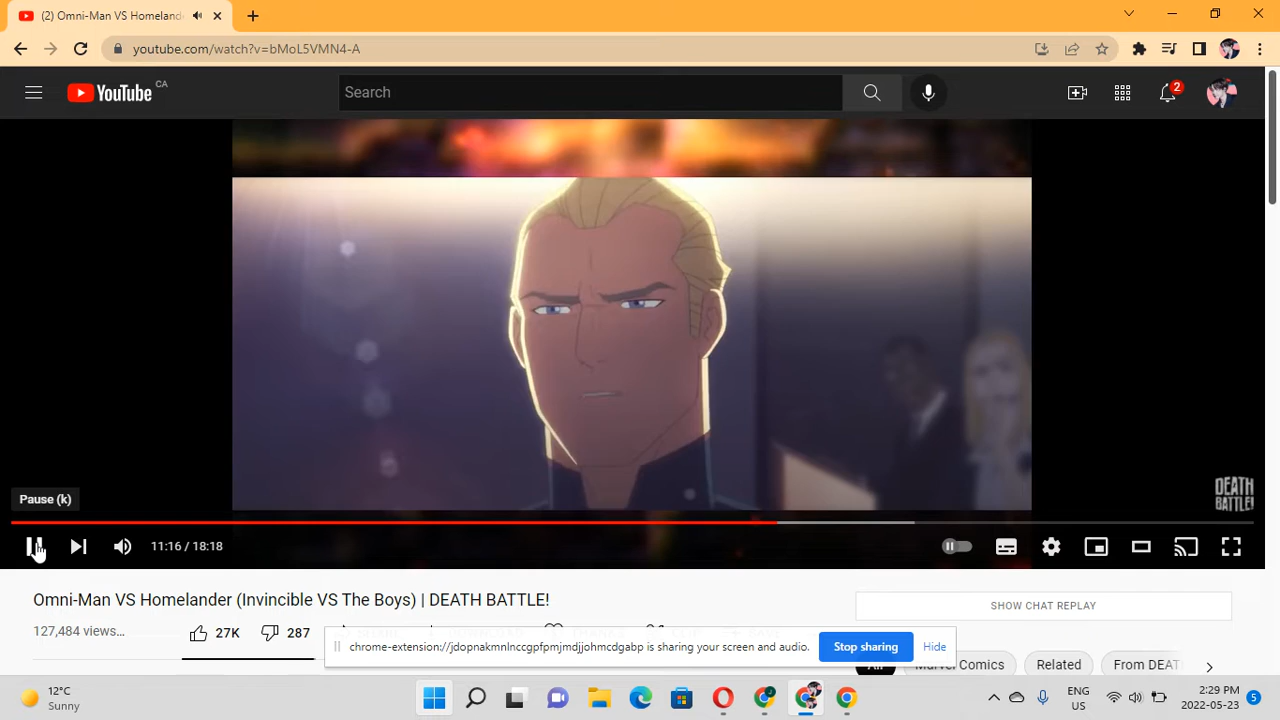 (2) Omni-Man VS Homelande
youtube.com/watch?v=bMoL5VMN4-A
YouTube CA
Search
2
DEATH BATTLE!
Pause (k)
11:16 / 18:18
Omni-Man VS Homelander (Invincible VS The Boys) | DEATH BATTLE!
127,484 views...
27K
287
SHOW CHAT REPLAY
chrome-extension://jdopnakmnlnccgpfpmjmdjjohmcdgabp is sharing your screen and audio.
Stop sharing
Hide
Marvel Comics
Related
From DEAT
12°C
Sunny
ENG
US
2:29 PM
2022-05-23
5